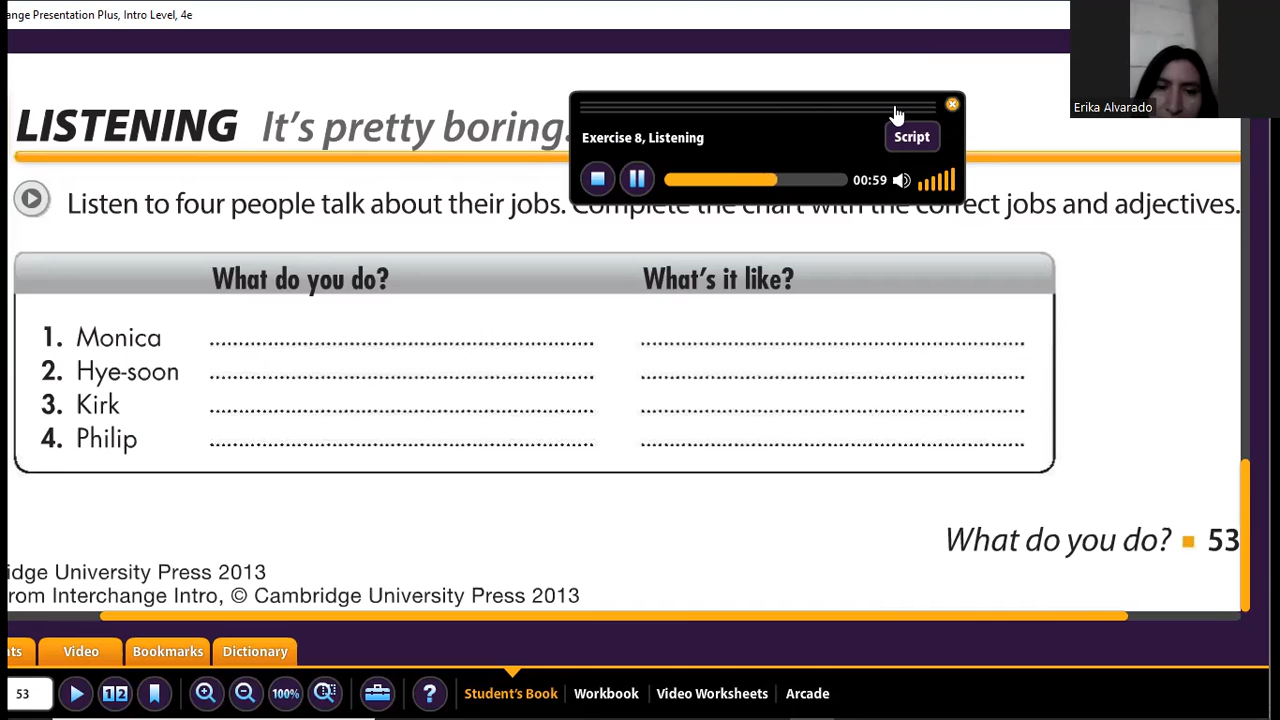 nge Presentation Plus, Intro Level, 4e
Erika Alvarado
LISTENING It's pretty boring.
Exercise 8, Listening
Script
00:59
Listen to four people talk about their jobs. Complete the chart with the correct jobs and adjectives.
What do you do? What's it like?
1. Monica
2. Hye-soon
3. Kirk
4. Philip
What do you do? ■ 53
idge University Press 2013
rom Interchange Intro, © Cambridge University Press 2013
nts Video Bookmarks Dictionary
53 1 2 100% ? Student's Book Workbook Video Worksheets Arcade